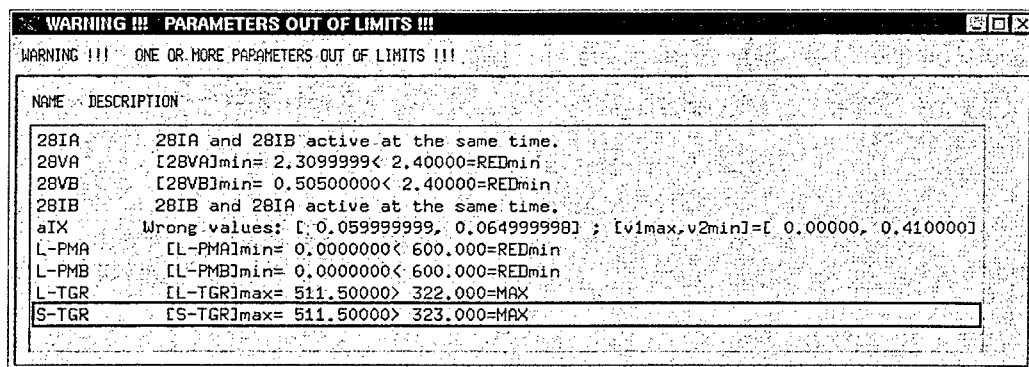 WARNING !!! PARAMETERS OUT OF LIMITS !!!
WARNING !!! ONE OR MORE PARAMETERS OUT OF LIMITS !!!
NAME DESCRIPTION
28IA 28IA and 28IB active at the same time.
28VA [28VA]min= 2.3099999< 2.40000=REDmin
28VB [28VB]min= 0.50500000< 2.40000=REDmin
28IB 28IB and 28IA active at the same time.
aIX Wrong values: [ 0.059999999, 0.064999998] ; [v1max,v2min]=[ 0.00000, 0.410000]
L-PMA [L-PMA]min= 0.0000000< 600.000=REDmin
L-PMB [L-PMB]min= 0.0000000< 600.000=REDmin
L-TGR [L-TGR]max= 511.50000> 322.000=MAX
S-TGR [S-TGR]max= 511.50000> 323.000=MAX